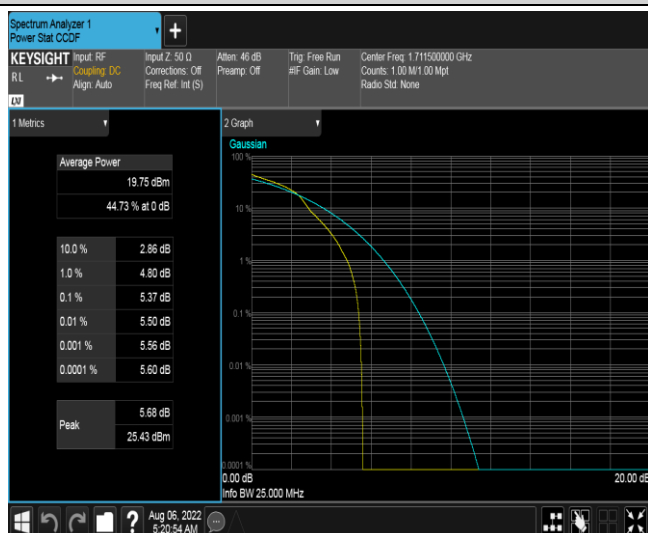 Spectrum Analyzer 1
Power Stat CCDF
+
KEYSIGHT
RL
LXI
Input: RF
Coupling: DC
Align: Auto
Input Z: 50 Ω
Corrections: Off
Freq Ref: Int (S)
Atten: 46 dB
Preamp: Off
Trig: Free Run
#IF Gain: Low
Center Freq: 1.711500000 GHz
Counts: 1.00 M/1.00 Mpt
Radio Std: None
1 Metrics
Average Power
19.75 dBm
44.73 % at 0 dB
10.0 % 2.86 dB
1.0 % 4.80 dB
0.1 % 5.37 dB
0.01 % 5.50 dB
0.001 % 5.56 dB
0.0001 % 5.60 dB
Peak
5.68 dB
25.43 dBm
2 Graph
Gaussian
100 %
10 %
1 %
0.1 %
0.01 %
0.001 %
0.0001 %
0.00 dB 20.00 dB
Info BW 25.000 MHz
?
Aug 06, 2022
5:20:54 AM